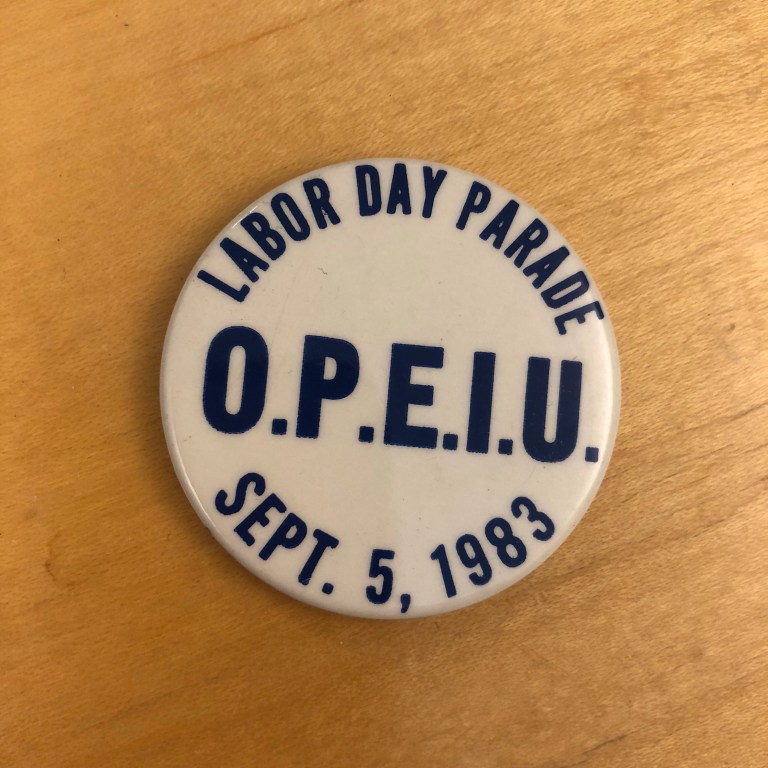 LABOR DAY PARADE
O.P.E.I.U.
SEPT. 5, 1983